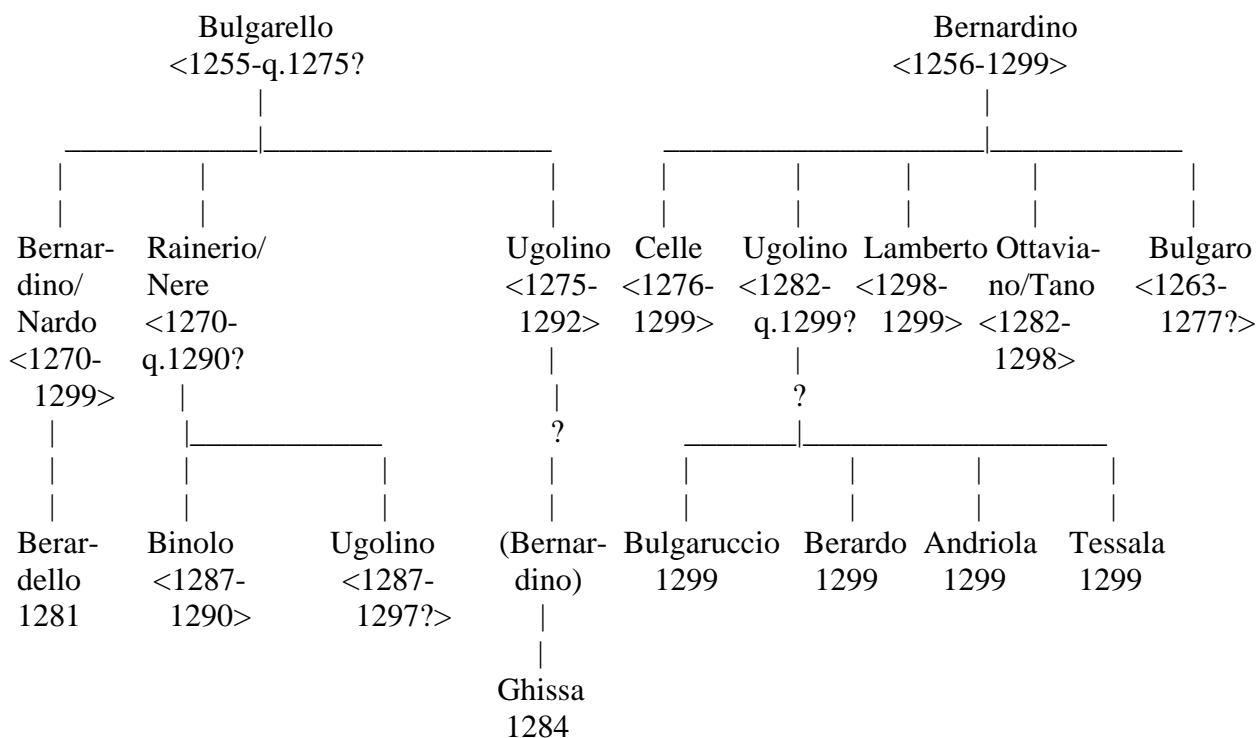 Bulgarello Bernardino
<1255-q.1275? <1256-1299>
Bernar- Rainerio/ Ugolino Celle Ugolino Lamberto Ottavia- Bulgaro
dino/ Nere <1275- <1276- <1282- <1298- no/Tano <1263-
Nardo <1270- 1292> 1299> q.1299? 1299> <1282- 1277?>
<1270- q.1290? 1298>
1299> ?
?
Berar- Binolo Ugolino (Bernar- Bulgaruccio Berardo Andriola Tessala
dello <1287- <1287- dino) 1299 1299 1299 1299
1281 1290> 1297?>
Ghissa
1284